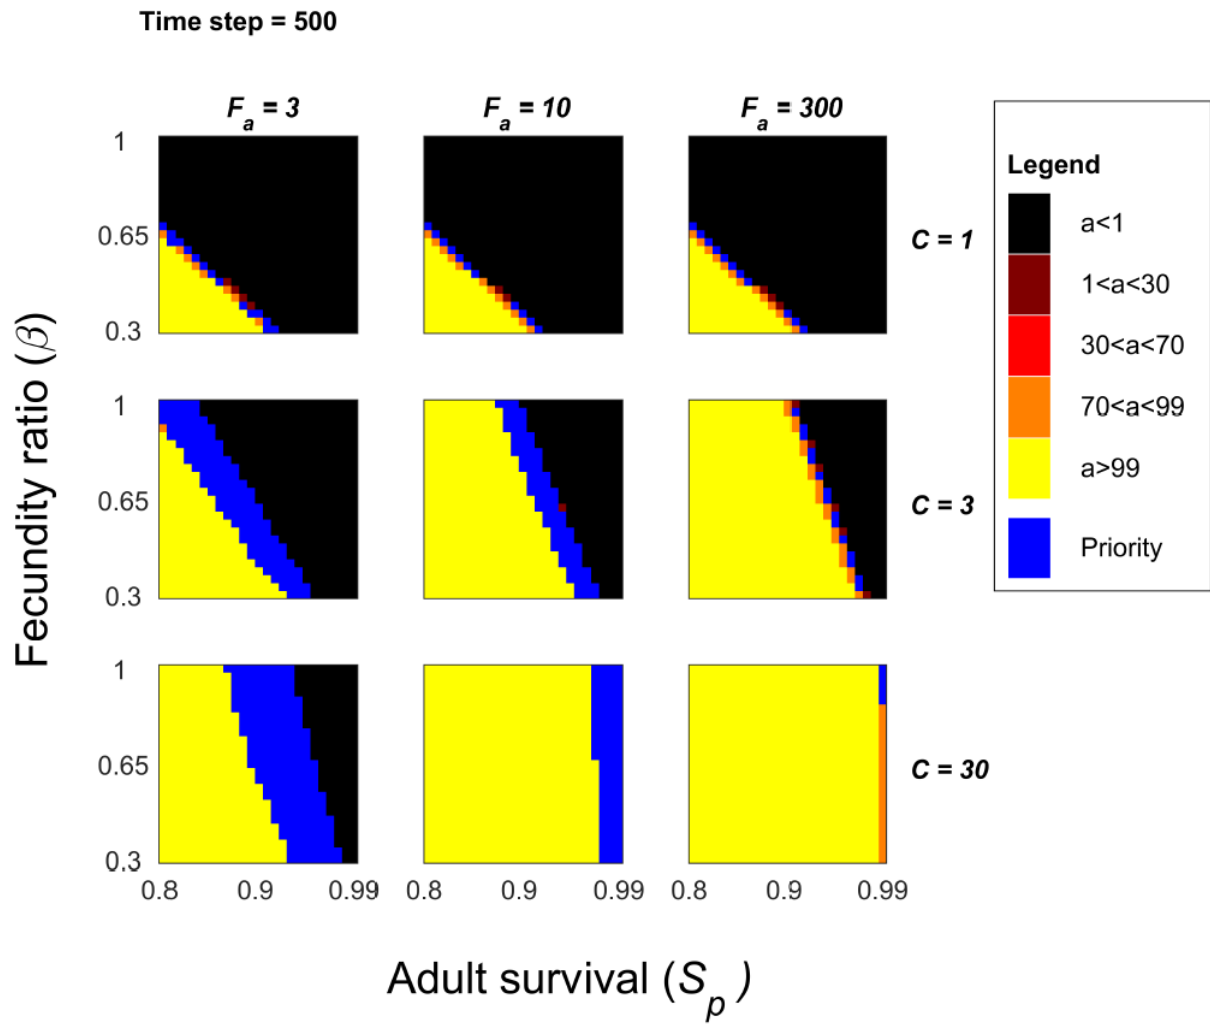 Time step = 500
F_a = 3 F_a = 10 F_a = 300
Legend
a<1
1<a<30
30<a<70
70<a<99
a>99
Priority
Fecundity ratio (β)
1
0.65
0.3
C = 1
1
0.65
0.3
C = 3
1
0.65
0.3
C = 30
0.8 0.9 0.99 0.8 0.9 0.99 0.8 0.9 0.99
Adult survival (S_p)